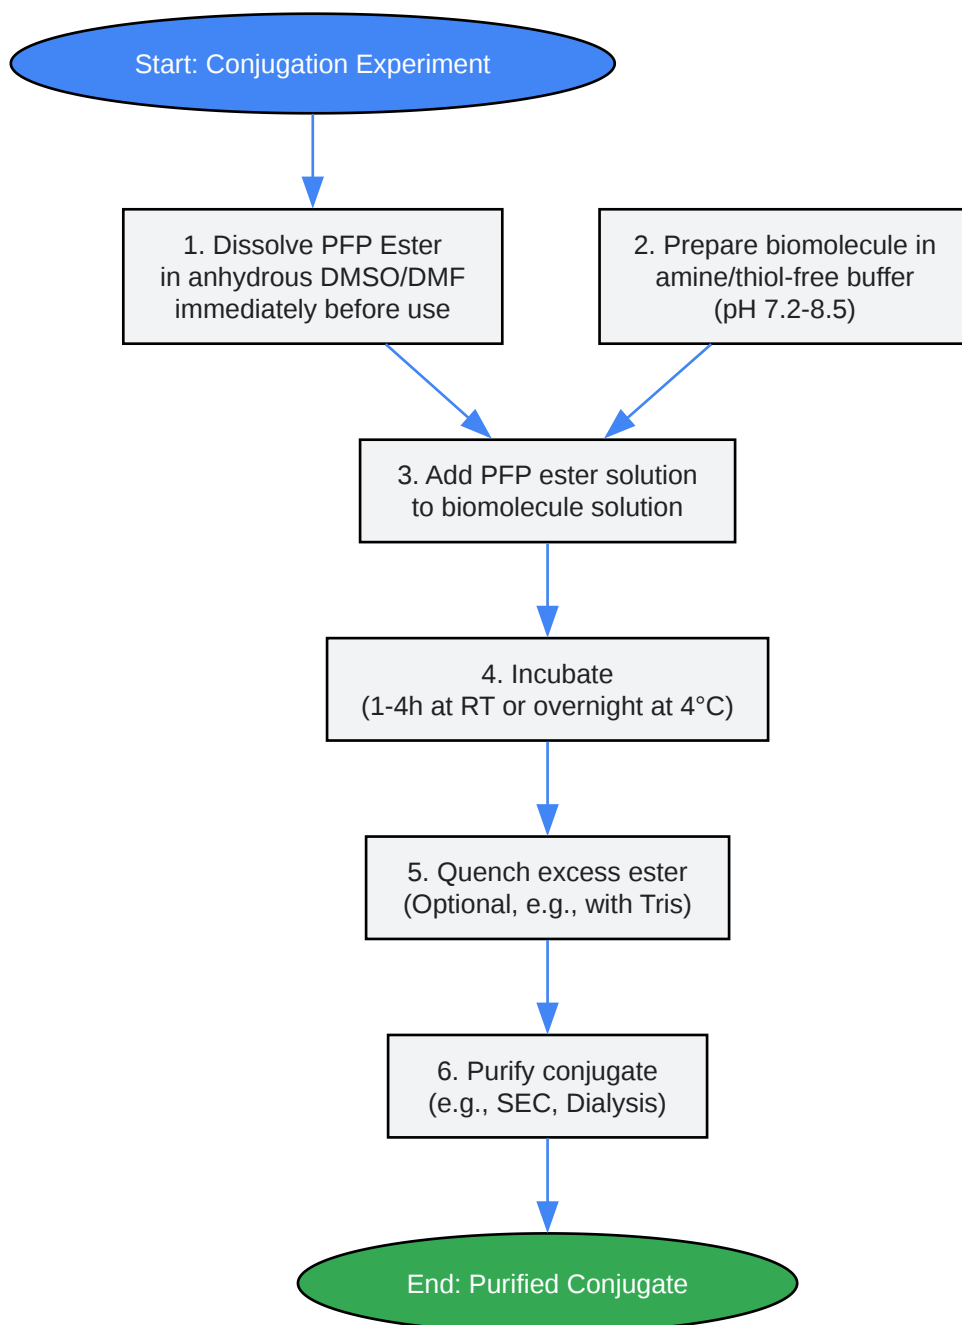 Start: Conjugation Experiment
1. Dissolve PFP Ester
in anhydrous DMSO/DMF
immediately before use
2. Prepare biomolecule in
amine/thiol-free buffer
(pH 7.2-8.5)
3. Add PFP ester solution
to biomolecule solution
4. Incubate
(1-4h at RT or overnight at 4°C)
5. Quench excess ester
(Optional, e.g., with Tris)
6. Purify conjugate
(e.g., SEC, Dialysis)
End: Purified Conjugate